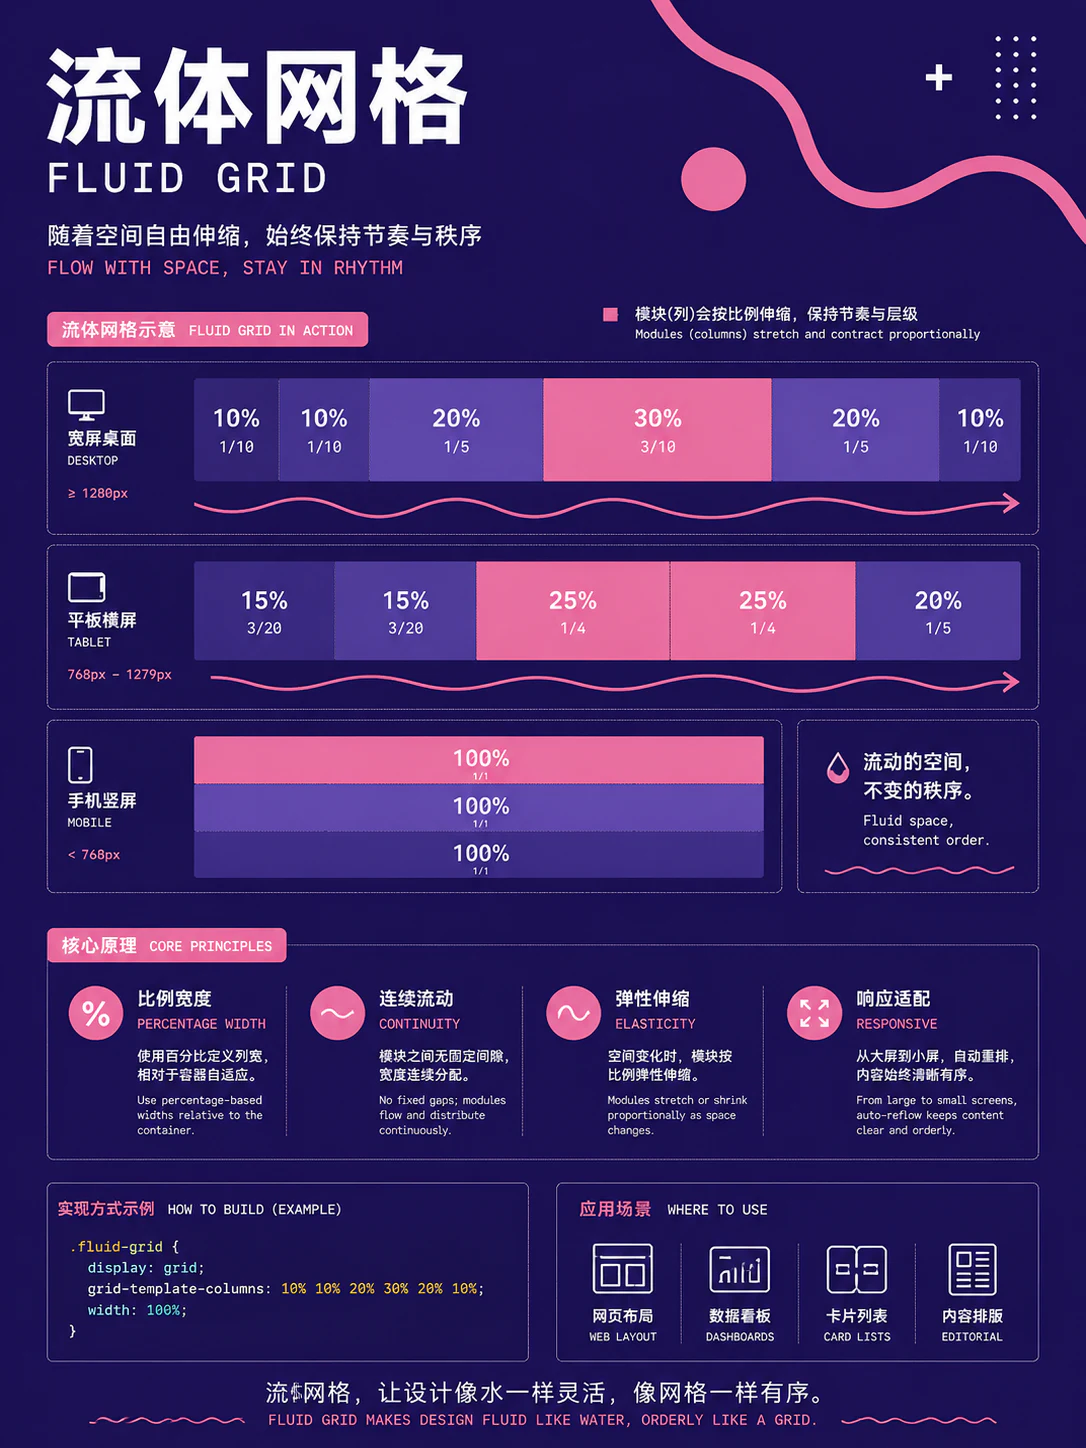 流体网格
FLUID GRID
随着空间自由伸缩，始终保持节奏与秩序
FLOW WITH SPACE, STAY IN RHYTHM
流体网格示意 FLUID GRID IN ACTION
模块(列)会按比例伸缩，保持节奏与层级
Modules (columns) stretch and contract proportionally
宽屏桌面
DESKTOP
≥ 1280px
10% 10% 20% 30% 20% 10%
1/10 1/10 1/5 3/10 1/5 1/10
平板横屏
TABLET
768px – 1279px
15% 15% 25% 25% 20%
3/20 3/20 1/4 1/4 1/5
手机竖屏
MOBILE
< 768px
100%
1/1
100%
1/1
100%
1/1
流动的空间，
不变的秩序。
Fluid space,
consistent order.
核心原理 CORE PRINCIPLES
%
比例宽度
PERCENTAGE WIDTH
使用百分比定义列宽，
相对于容器自适应。
Use percentage-based
widths relative to the
container.
连续流动
CONTINUITY
模块之间无固定间隙，
宽度连续分配。
No fixed gaps; modules
flow and distribute
continuously.
弹性伸缩
ELASTICITY
空间变化时，模块按
比例弹性伸缩。
Modules stretch or shrink
proportionally as space
changes.
响应适配
RESPONSIVE
从大屏到小屏，自动重排，
内容始终清晰有序。
From large to small screens,
auto-reflow keeps content
clear and orderly.
实现方式示例 HOW TO BUILD (EXAMPLE)
.fluid-grid {
display: grid;
grid-template-columns: 10% 10% 20% 30% 20% 10%;
width: 100%;
}
应用场景 WHERE TO USE
网页布局
WEB LAYOUT
数据看板
DASHBOARDS
卡片列表
CARD LISTS
内容排版
EDITORIAL
流网格，让设计像水一样灵活，像网格一样有序。
FLUID GRID MAKES DESIGN FLUID LIKE WATER, ORDERLY LIKE A GRID.